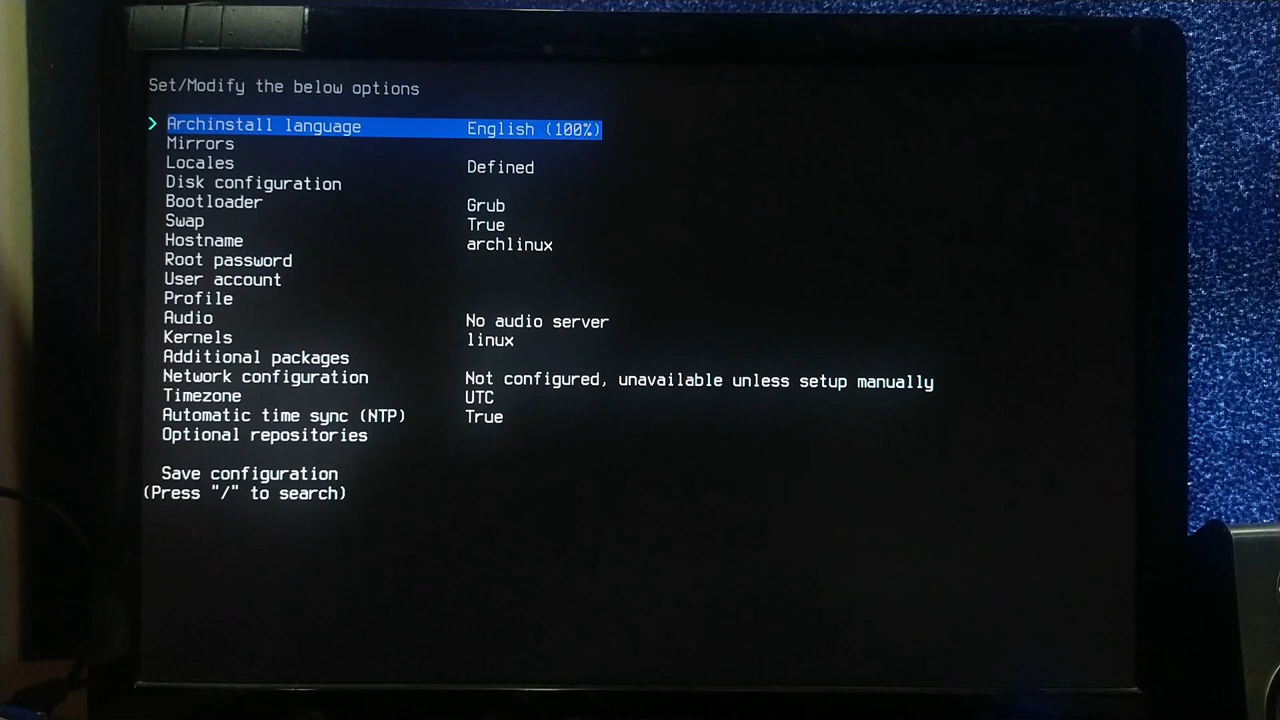 Set/Modify the below options
> Archinstall language English (100%)
Mirrors
Locales Defined
Disk configuration
Bootloader Grub
Swap True
Hostname archlinux
Root password
User account
Profile
Audio No audio server
Kernels linux
Additional packages
Network configuration Not configured, unavailable unless setup manually
Timezone UTC
Automatic time sync (NTP) True
Optional repositories
Save configuration
(Press "/" to search)